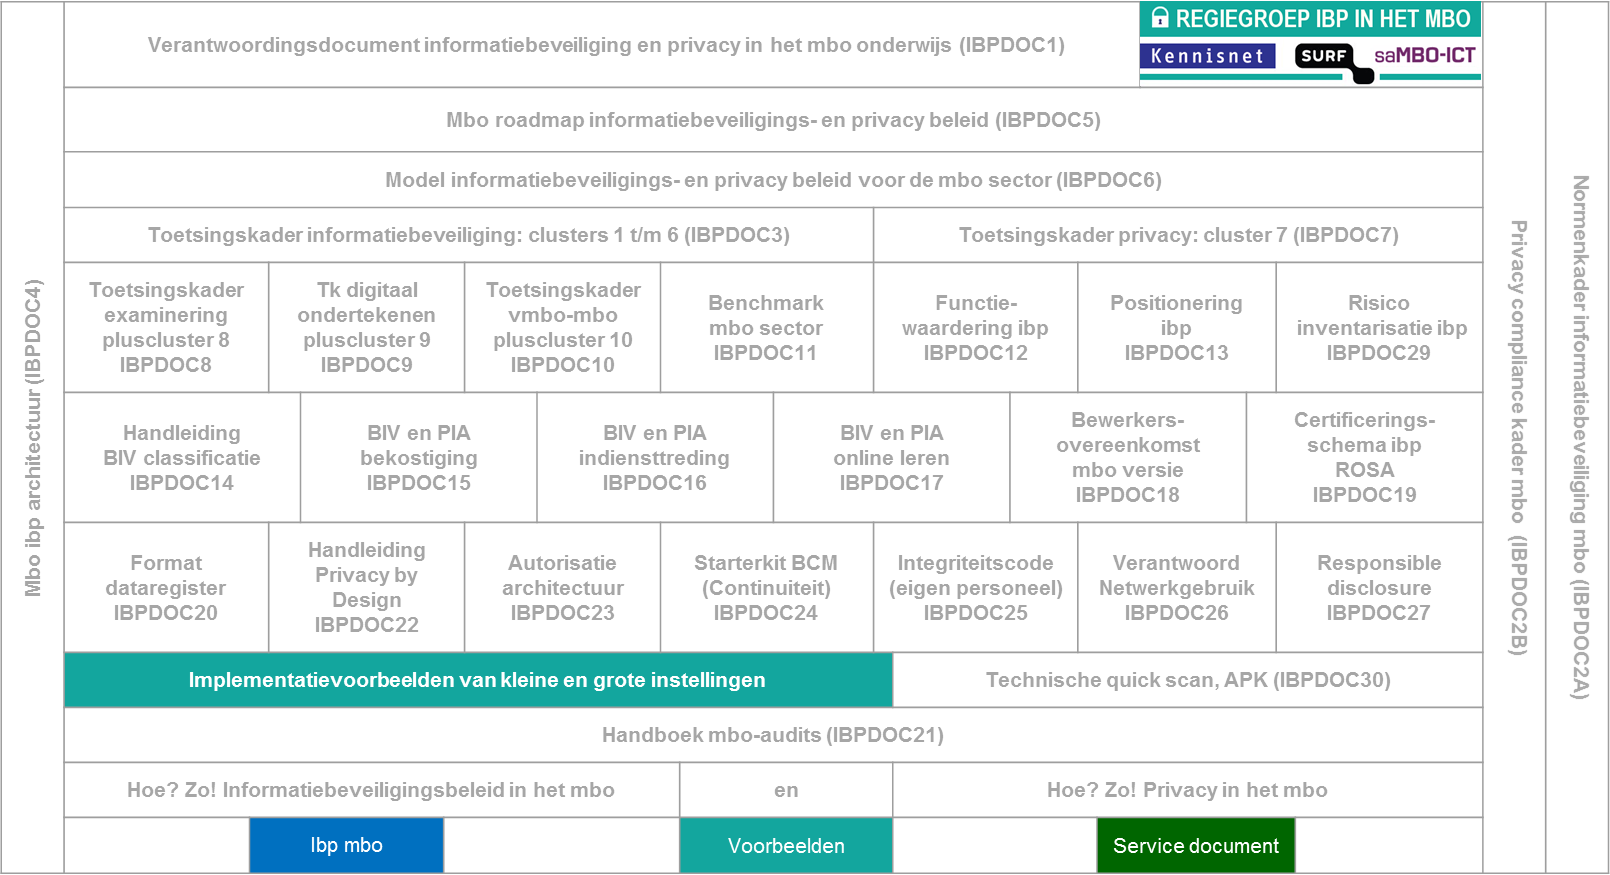 Verantwoordingsdocument informatiebeveiliging en privacy in het mbo onderwijs (IBPDOC1)
REGIEGROEP IBP IN HET MBO
Kennisnet
SURF
saMBO-ICT
Mbo roadmap informatiebeveiligings- en privacy beleid (IBPDOC5)
Model informatiebeveiligings- en privacy beleid voor de mbo sector (IBPDOC6)
Toetsingskader informatiebeveiliging: clusters 1 t/m 6 (IBPDOC3)
Toetsingskader privacy: cluster 7 (IBPDOC7)
Toetsingskader
examinering
pluscluster 8
IBPDOC8
Tk digitaal
ondertekenen
pluscluster 9
IBPDOC9
Toetsingskader
vmbo-mbo
pluscluster 10
IBPDOC10
Benchmark
mbo sector
IBPDOC11
Functie-
waardering ibp
IBPDOC12
Positionering
ibp
IBPDOC13
Risico
inventarisatie ibp
IBPDOC29
Handleiding
BIV classificatie
IBPDOC14
BIV en PIA
bekostiging
IBPDOC15
BIV en PIA
indiensttreding
IBPDOC16
BIV en PIA
online leren
IBPDOC17
Bewerkers-
overeenkomst
mbo versie
IBPDOC18
Certificerings-
schema ibp
ROSA
IBPDOC19
Format
dataregister
IBPDOC20
Handleiding
Privacy by
Design
IBPDOC22
Autorisatie
architectuur
IBPDOC23
Starterkit BCM
(Continuiteit)
IBPDOC24
Integriteitscode
(eigen personeel)
IBPDOC25
Verantwoord
Netwerkgebruik
IBPDOC26
Responsible
disclosure
IBPDOC27
Implementatievoorbeelden van kleine en grote instellingen
Technische quick scan, APK (IBPDOC30)
Handboek mbo-audits (IBPDOC21)
Hoe? Zo! Informatiebeveiligingsbeleid in het mbo
en
Hoe? Zo! Privacy in het mbo
Ibp mbo
Voorbeelden
Service document
Mbo ibp architectuur (IBPDOC4)
Privacy compliance kader mbo (IBPDOC2B)
Normenkader informatiebeveiliging mbo (IBPDOC2A)